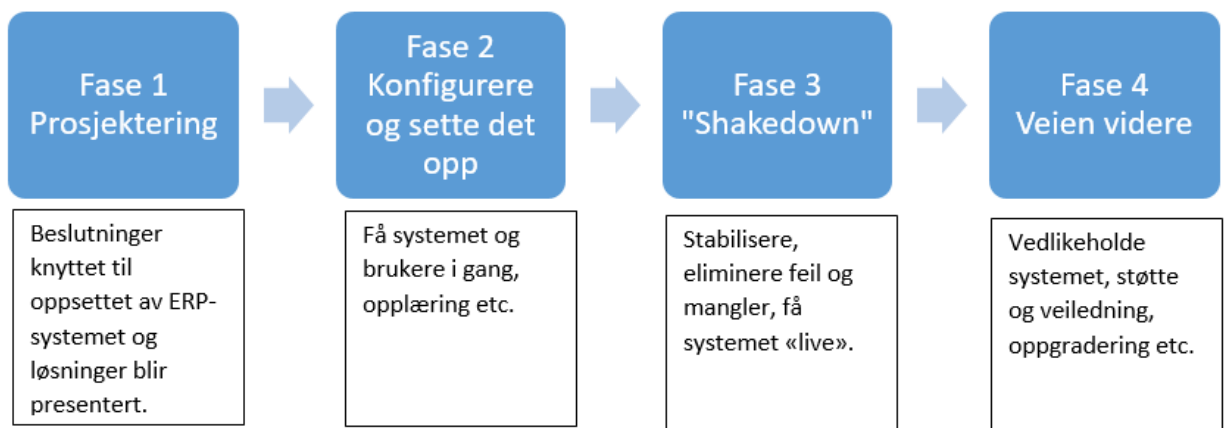 Fase 1
Prosjektering
Fase 2
Konfigurere
og sette det
opp
Fase 3
"Shakedown"
Fase 4
Veien videre
Beslutninger
knyttet til
oppsettet av ERP-
systemet og
løsninger blir
presentert.
Få systemet og
brukere i gang,
opplæring etc.
Stabilisere,
eliminere feil og
mangler, få
systemet «live».
Vedlikeholde
systemet, støtte
og veiledning,
oppgradering etc.